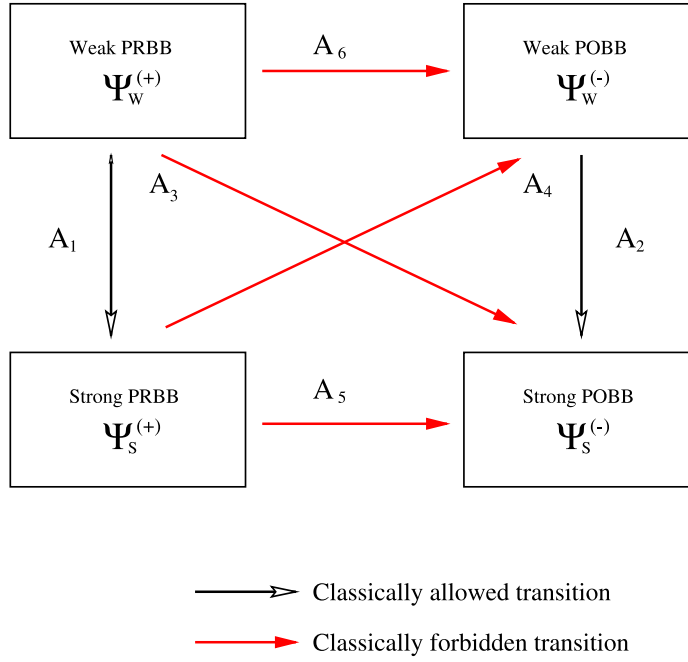 Weak PRBB
Ψ_W^(+)
A_6
Weak POBB
Ψ_W^(-)
A_3
A_4
A_1
A_2
Strong PRBB
Ψ_S^(+)
A_5
Strong POBB
Ψ_S^(-)
Classically allowed transition
Classically forbidden transition